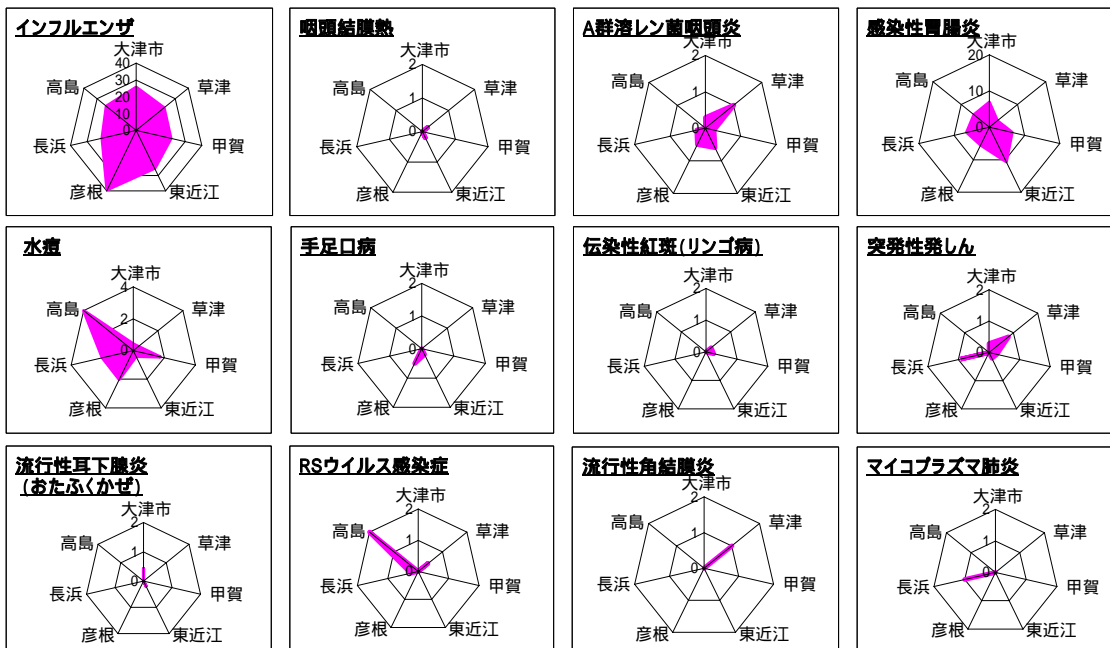 インフルエンザ
大津市
40
30
20
10
0
草津
甲賀
東近江
彦根
長浜
高島
咽頭結膜熱
大津市
2
1
0
草津
甲賀
東近江
彦根
長浜
高島
A群溶レン菌咽頭炎
大津市
2
1
0
草津
甲賀
東近江
彦根
長浜
高島
感染性胃腸炎
大津市
20
10
0
草津
甲賀
東近江
彦根
長浜
高島
水痘
大津市
4
2
0
草津
甲賀
東近江
彦根
長浜
高島
手足口病
大津市
2
1
0
草津
甲賀
東近江
彦根
長浜
高島
伝染性紅斑(リンゴ病)
大津市
2
1
0
草津
甲賀
東近江
彦根
長浜
高島
突発性発しん
大津市
2
1
0
草津
甲賀
東近江
彦根
長浜
高島
流行性耳下腺炎
(おたふくかぜ)
大津市
2
1
0
草津
甲賀
東近江
彦根
長浜
高島
RSウイルス感染症
大津市
2
1
0
草津
甲賀
東近江
彦根
長浜
高島
流行性角結膜炎
大津市
2
1
0
草津
甲賀
東近江
彦根
長浜
高島
マイコプラズマ肺炎
大津市
2
1
0
草津
甲賀
東近江
彦根
長浜
高島